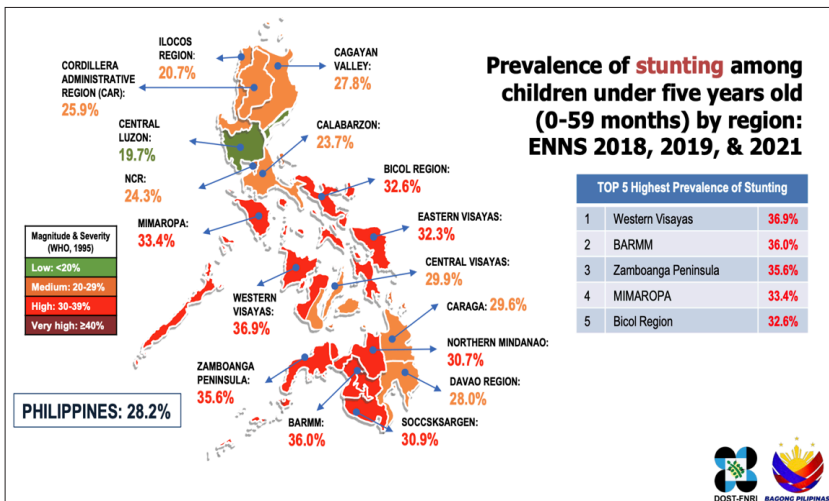 Prevalence of stunting among
children under five years old
(0-59 months) by region:
ENNS 2018, 2019, & 2021
ILOCOS
REGION:
20.7%
CAGAYAN
VALLEY:
27.8%
CORDILLERA
ADMINISTRATIVE
REGION (CAR):
25.9%
CENTRAL
LUZON:
19.7%
CALABARZON:
23.7%
NCR:
24.3%
BICOL REGION:
32.6%
MIMAROPA:
33.4%
EASTERN VISAYAS:
32.3%
CENTRAL VISAYAS:
29.9%
WESTERN
VISAYAS:
36.9%
CARAGA: 29.6%
NORTHERN MINDANAO:
30.7%
ZAMBOANGA
PENINSULA:
35.6%
DAVAO REGION:
28.0%
BARMM:
36.0%
SOCCSKSARGEN:
30.9%
Magnitude & Severity
(WHO, 1995)
Low: <20%
Medium: 20-29%
High: 30-39%
Very high: ≥40%
PHILIPPINES: 28.2%
TOP 5 Highest Prevalence of Stunting
1 Western Visayas 36.9%
2 BARMM 36.0%
3 Zamboanga Peninsula 35.6%
4 MIMAROPA 33.4%
5 Bicol Region 32.6%
DOST-FNRI
BAGONG PILIPINAS